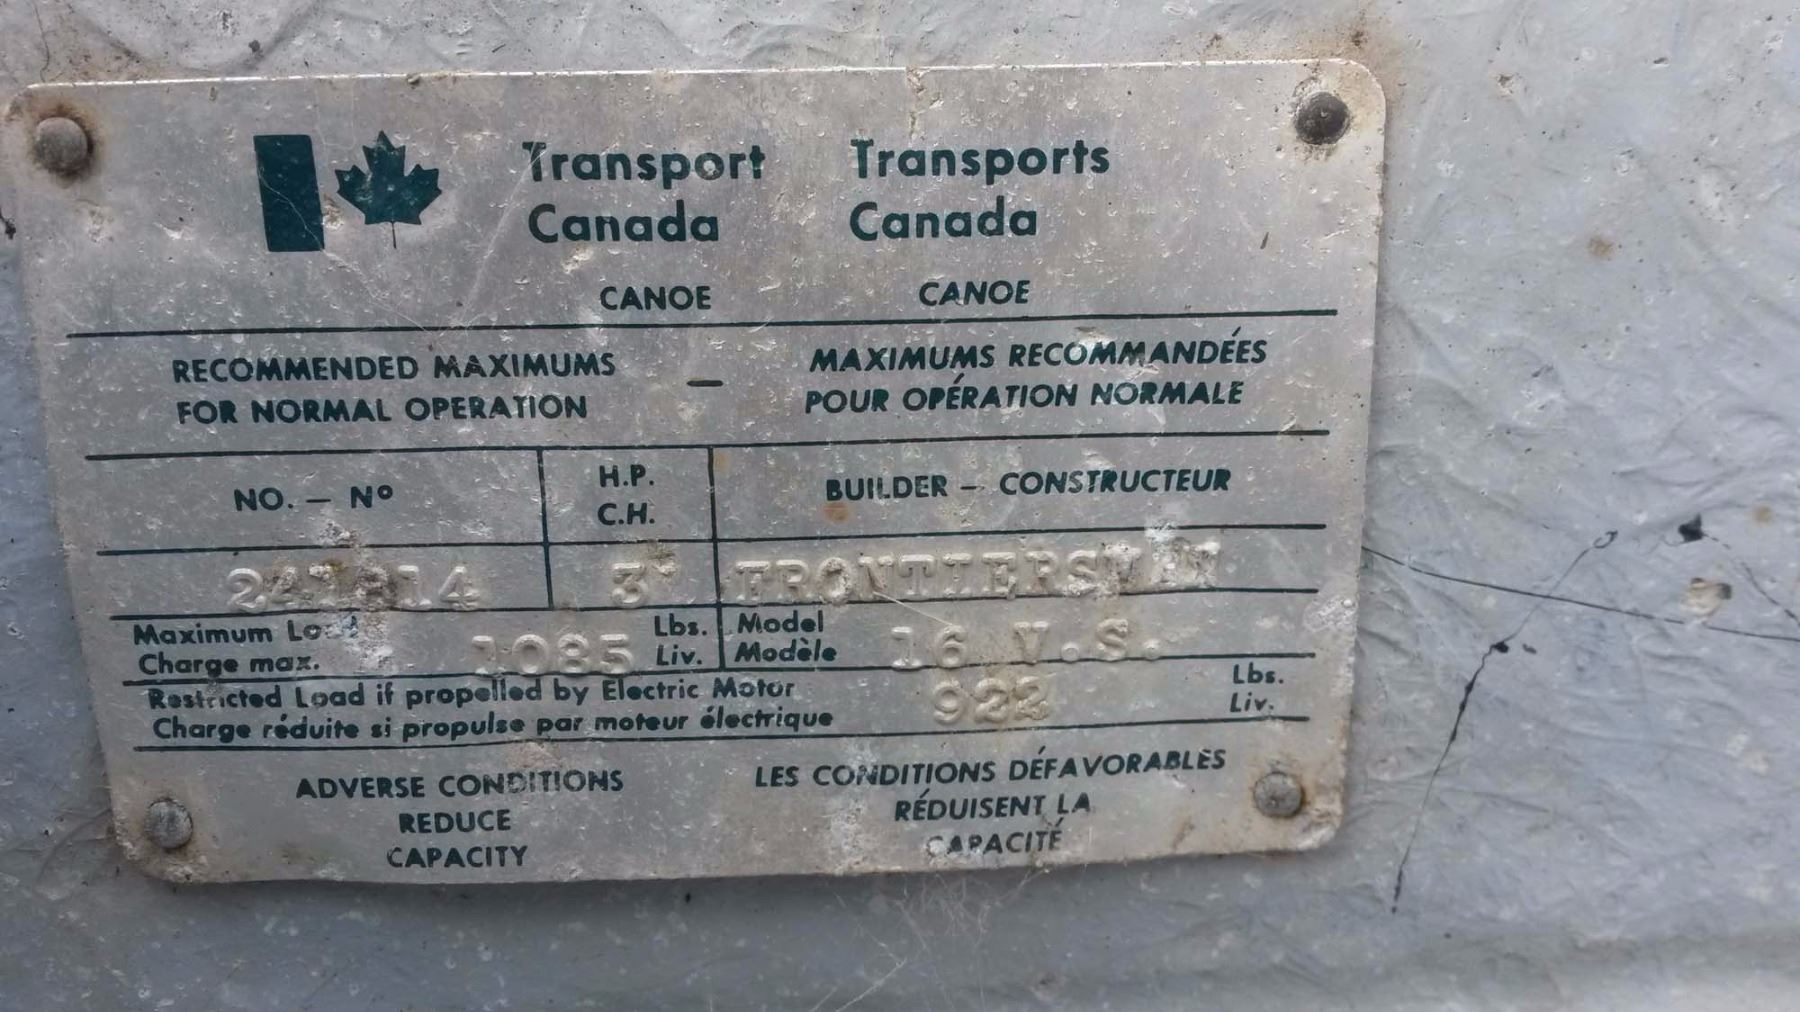 Transport Canada
Transports Canada
CANOE
CANOE
RECOMMENDED MAXIMUMS
FOR NORMAL OPERATION
–
MAXIMUMS RECOMMANDÉES
POUR OPÉRATION NORMALE
NO. – Nº
H.P.
C.H.
BUILDER – CONSTRUCTEUR
3
FRONTIERSMAN
Maximum Load
Charge max.
1085
Lbs.
Liv.
Model
Modèle
16 V.S.
Restricted Load if propelled by Electric Motor
Charge réduite si propulse par moteur électrique
922
Lbs.
Liv.
ADVERSE CONDITIONS
REDUCE
CAPACITY
LES CONDITIONS DÉFAVORABLES
RÉDUISENT LA
CAPACITÉ